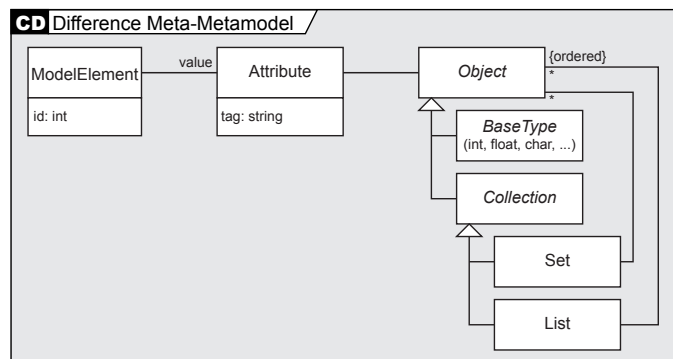 CD Difference Meta-Metamodel
ModelElement
id: int
value
Attribute
tag: string
Object
{ordered}
*
*
BaseType
(int, float, char, ...)
Collection
Set
List